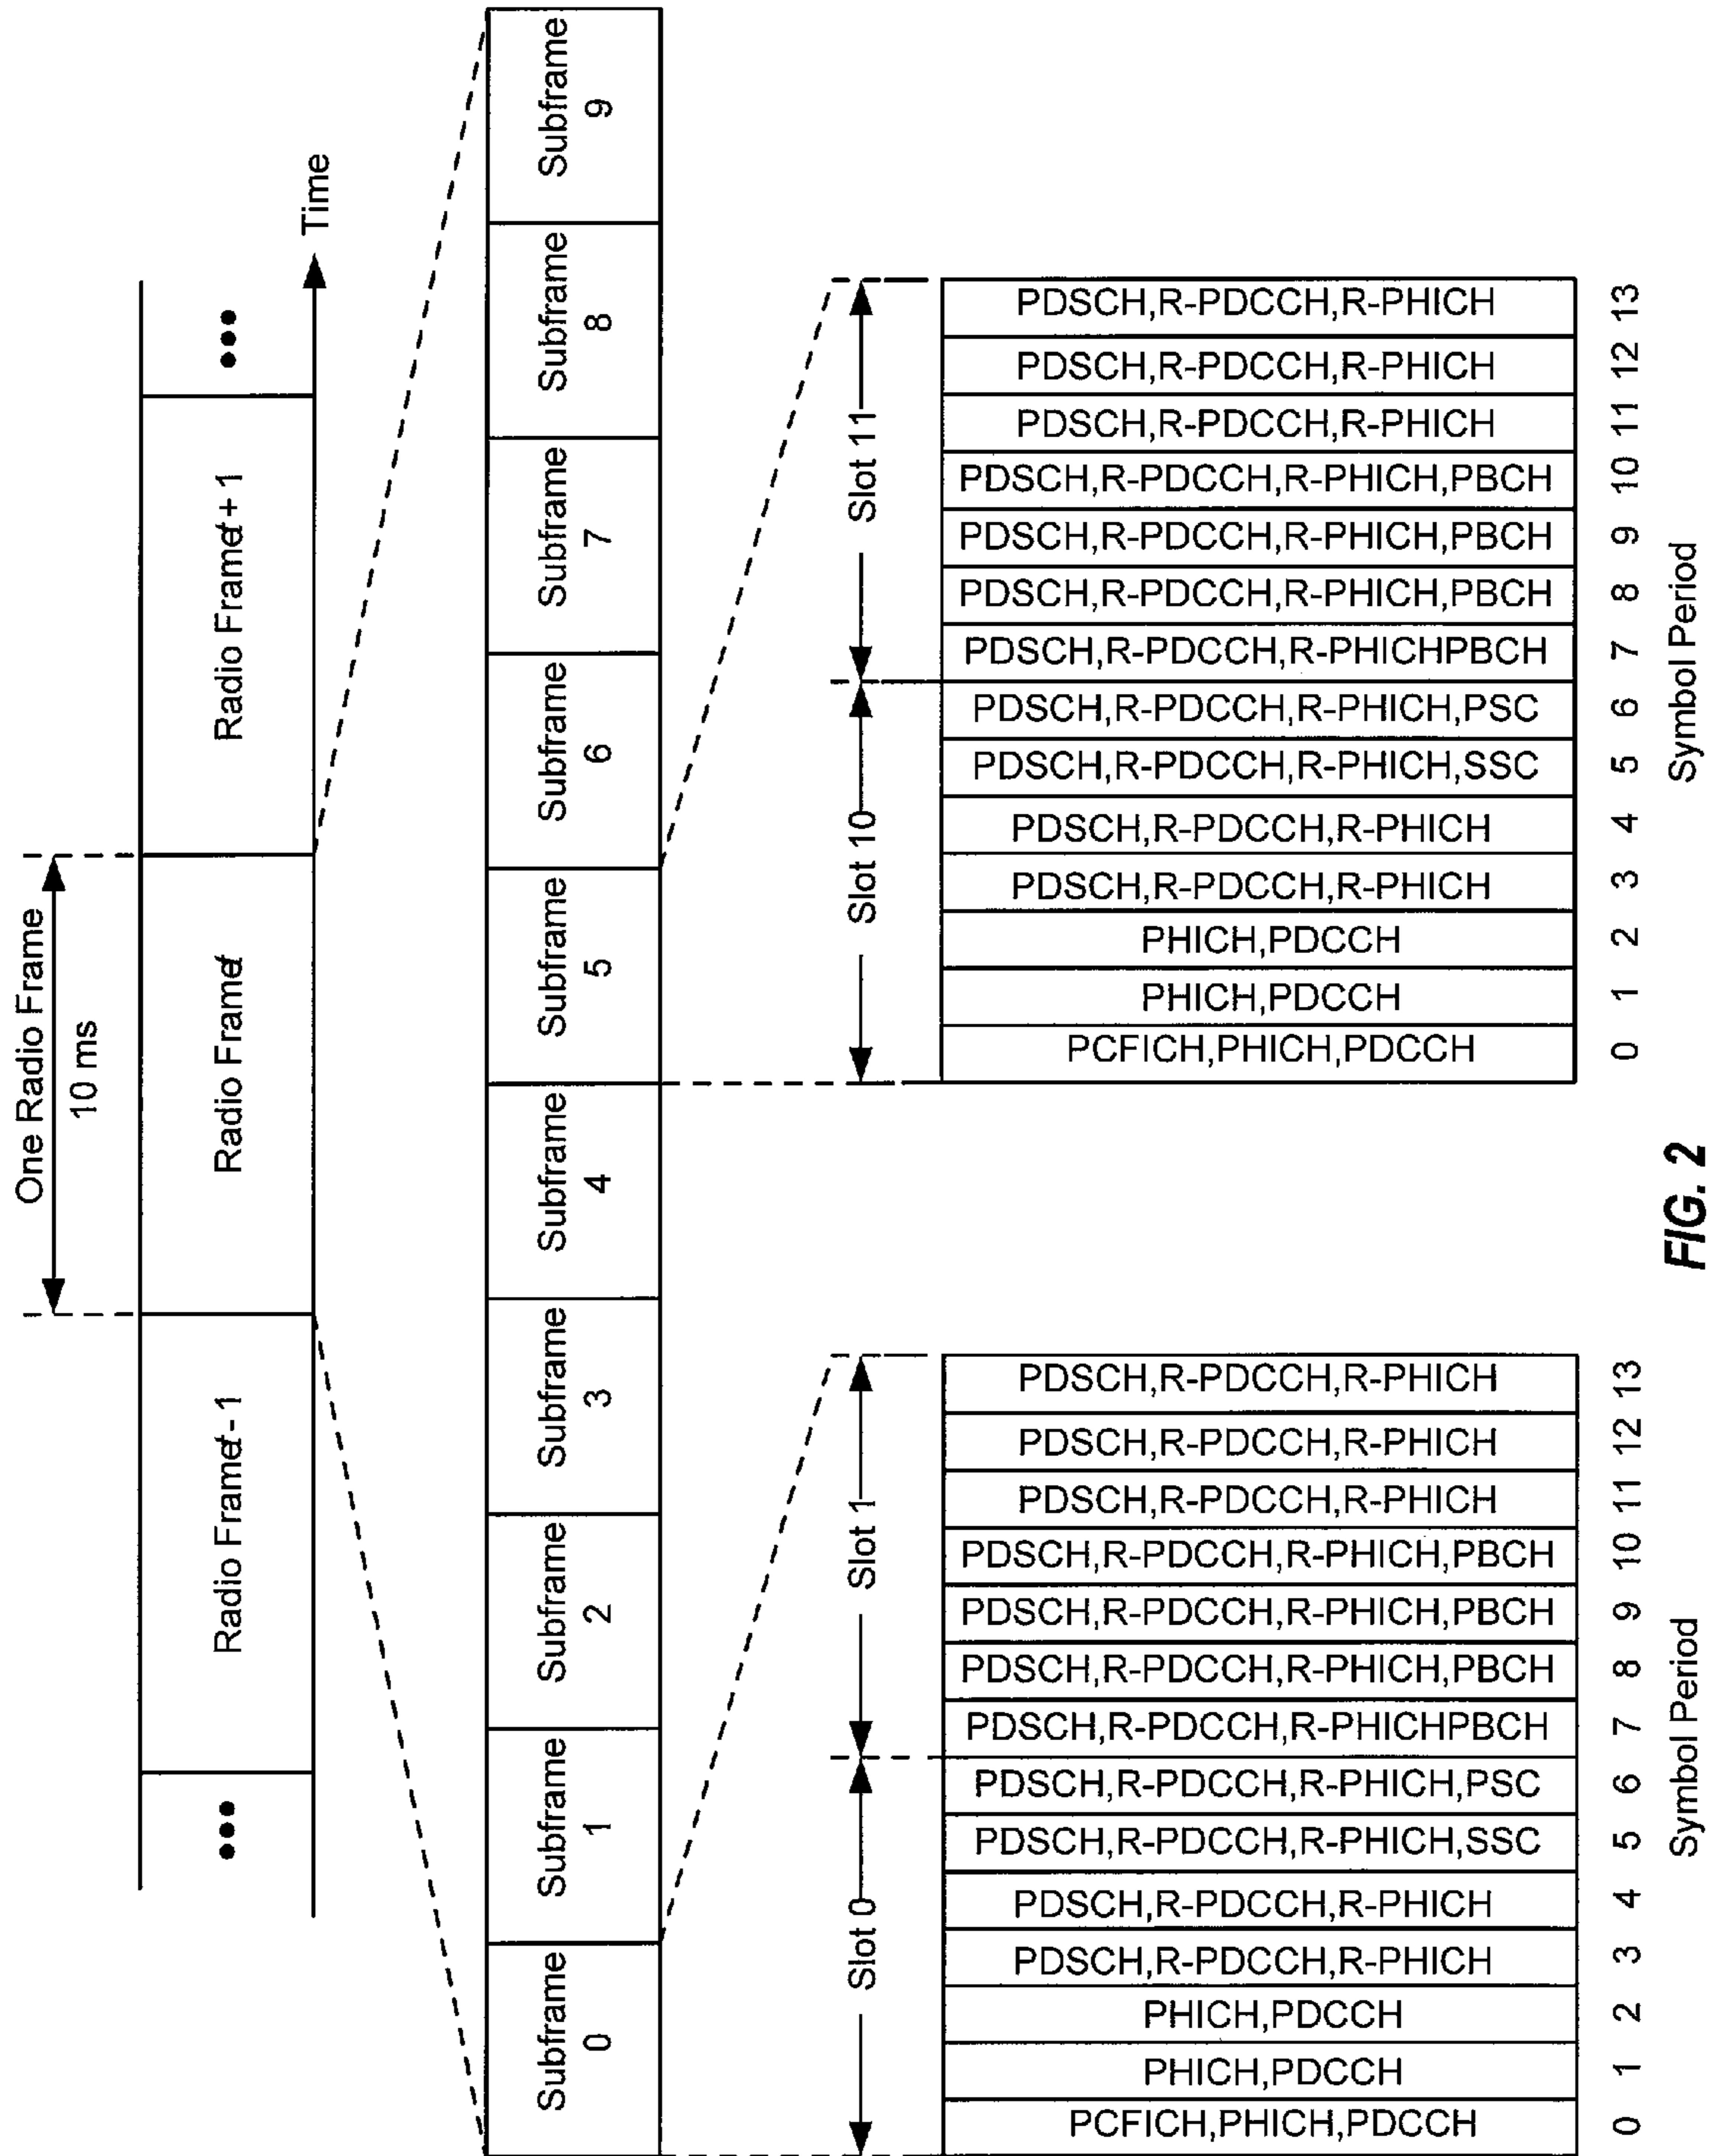 One Radio Frame
10 ms
••• Radio Frame t - 1 Radio Frame t Radio Frame t + 1 •••
Time
Subframe 0
Subframe 1
Subframe 2
Subframe 3
Subframe 4
Subframe 5
Subframe 6
Subframe 7
Subframe 8
Subframe 9
Slot 0 Slot 1
PCFICH,PHICH,PDCCH
PHICH,PDCCH
PHICH,PDCCH
PDSCH,R-PDCCH,R-PHICH
PDSCH,R-PDCCH,R-PHICH
PDSCH,R-PDCCH,R-PHICH,SSC
PDSCH,R-PDCCH,R-PHICH,PSC
PDSCH,R-PDCCH,R-PHICHPBCH
PDSCH,R-PDCCH,R-PHICH,PBCH
PDSCH,R-PDCCH,R-PHICH,PBCH
PDSCH,R-PDCCH,R-PHICH,PBCH
PDSCH,R-PDCCH,R-PHICH
PDSCH,R-PDCCH,R-PHICH
PDSCH,R-PDCCH,R-PHICH
0 1 2 3 4 5 6 7 8 9 10 11 12 13
Symbol Period
Slot 10 Slot 11
PCFICH,PHICH,PDCCH
PHICH,PDCCH
PHICH,PDCCH
PDSCH,R-PDCCH,R-PHICH
PDSCH,R-PDCCH,R-PHICH
PDSCH,R-PDCCH,R-PHICH,SSC
PDSCH,R-PDCCH,R-PHICH,PSC
PDSCH,R-PDCCH,R-PHICHPBCH
PDSCH,R-PDCCH,R-PHICH,PBCH
PDSCH,R-PDCCH,R-PHICH,PBCH
PDSCH,R-PDCCH,R-PHICH,PBCH
PDSCH,R-PDCCH,R-PHICH
PDSCH,R-PDCCH,R-PHICH
PDSCH,R-PDCCH,R-PHICH
0 1 2 3 4 5 6 7 8 9 10 11 12 13
Symbol Period
FIG. 2